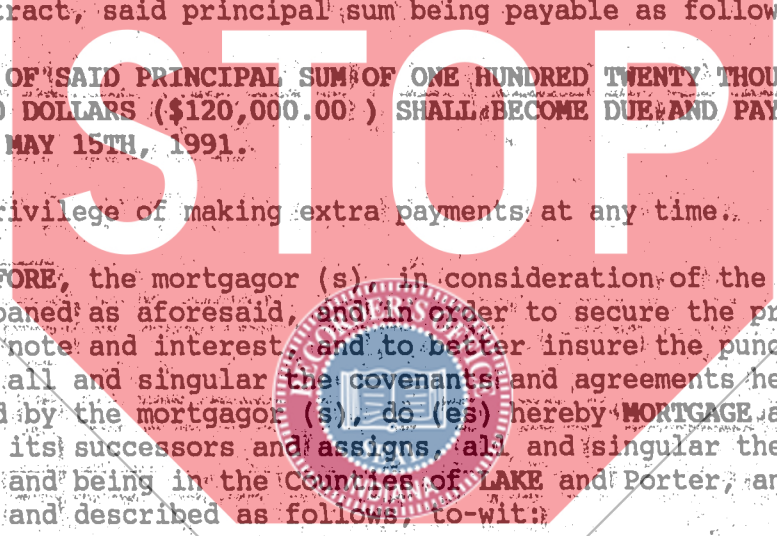 ract, said principal sum being payable as follow
STOP
OF SAID PRINCIPAL SUM OF ONE HUNDRED TWENTY THOU
DOLLARS ($120,000.00 ) SHALL BECOME DUE AND PAY
MAY 15TH, 1991.
rivilege of making extra payments at any time.
FORE, the mortgagor (s), in consideration of the
oaned as aforesaid, and in order to secure the pr
note and interest, and to better insure the punc
all and singular the covenants and agreements he
d by the mortgagor (s), do (es) hereby MORTGAGE a
its successors and assigns, all and singular the
and being in the Counties of LAKE and Porter, an
and described as follows, to-wit:
RECORDER'S OFFICE
INDIANA